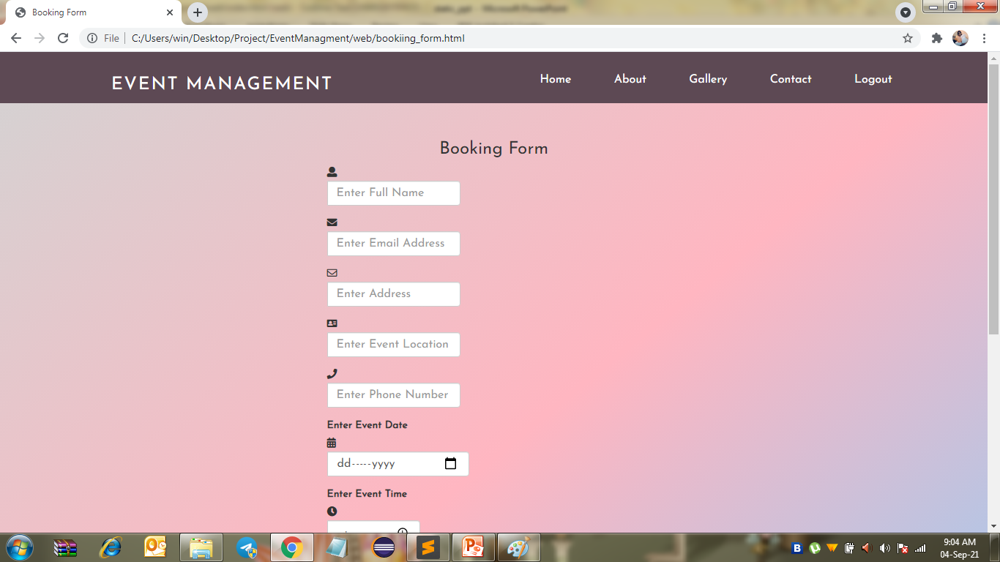 Booking Form
File C:/Users/win/Desktop/Project/EventManagment/web/bookiing_form.html
EVENT MANAGEMENT
Home About Gallery Contact Logout
Booking Form
Enter Full Name
Enter Email Address
Enter Address
Enter Event Location
Enter Phone Number
Enter Event Date
dd-----yyyy
Enter Event Time
9:04 AM
04-Sep-21